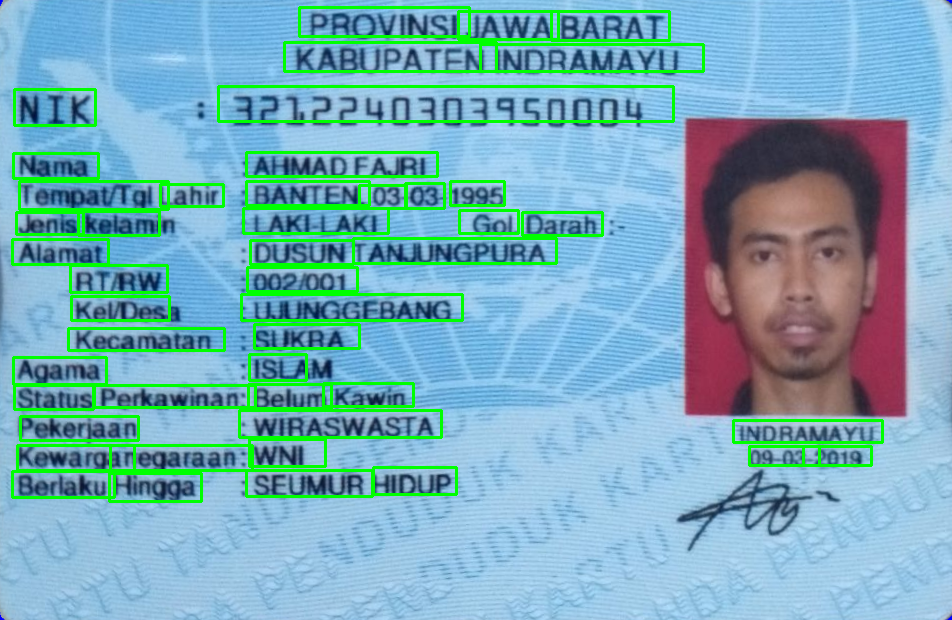 PROVINSI JAWA BARAT
KABUPATEN INDRAMAYU
NIK : 3212240303950004
Nama : AHMAD FAJRI
Tempat/Tgl Lahir : BANTEN, 03-03-1995
Jenis kelamin : LAKI-LAKI Gol. Darah :-
Alamat : DUSUN TANJUNGPURA
RT/RW : 002/001
Kel/Desa : UJUNGGEBANG
Kecamatan : SUKRA
Agama : ISLAM
Status Perkawinan: Belum Kawin
Pekerjaan : WIRASWASTA
Kewarganegaraan: WNI
Berlaku Hingga : SEUMUR HIDUP
INDRAMAYU
09-03-2019